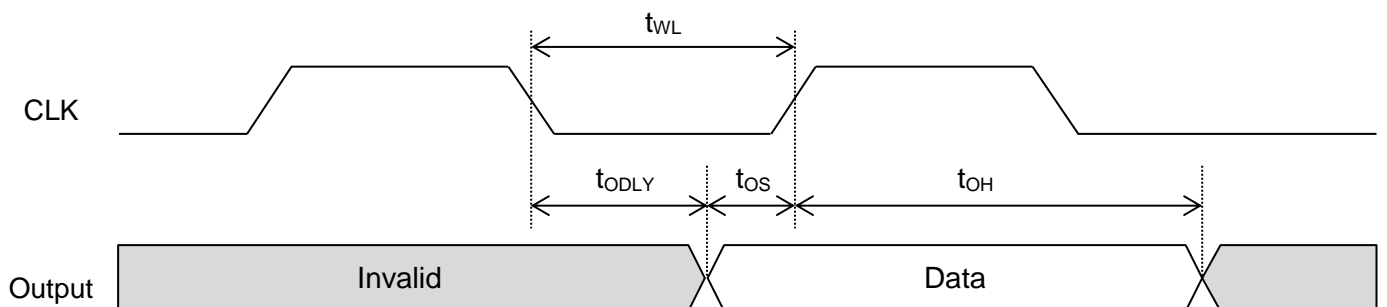 tWL
CLK
tODLY
tOS
tOH
Output
Invalid
Data